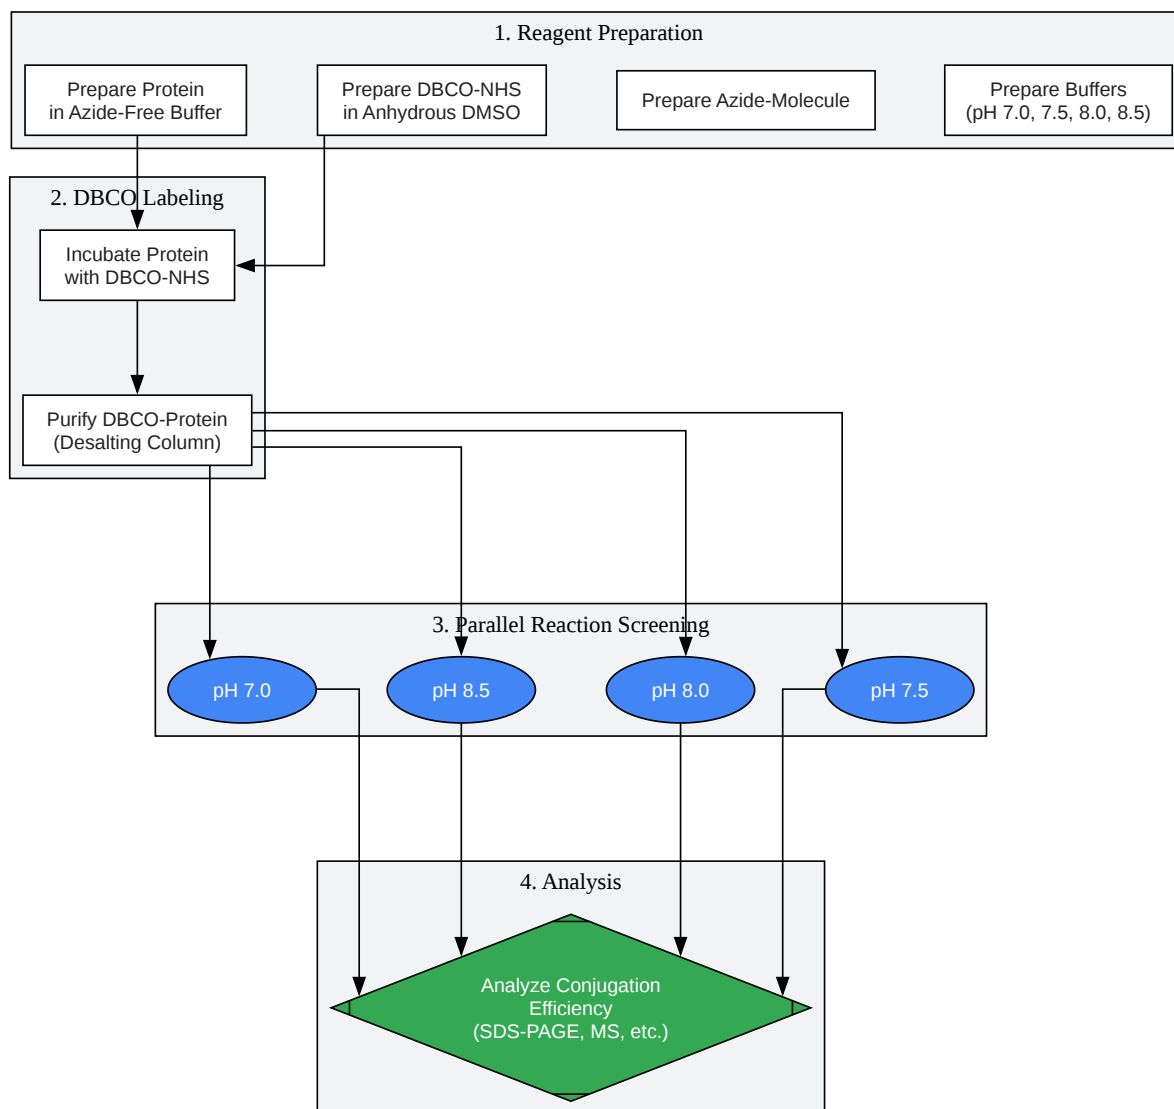 1. Reagent Preparation
Prepare Protein
in Azide-Free Buffer
Prepare DBCO-NHS
in Anhydrous DMSO
Prepare Azide-Molecule
Prepare Buffers
(pH 7.0, 7.5, 8.0, 8.5)
2. DBCO Labeling
Incubate Protein
with DBCO-NHS
Purify DBCO-Protein
(Desalting Column)
3. Parallel Reaction Screening
pH 7.0
pH 8.5
pH 8.0
pH 7.5
4. Analysis
Analyze Conjugation
Efficiency
(SDS-PAGE, MS, etc.)